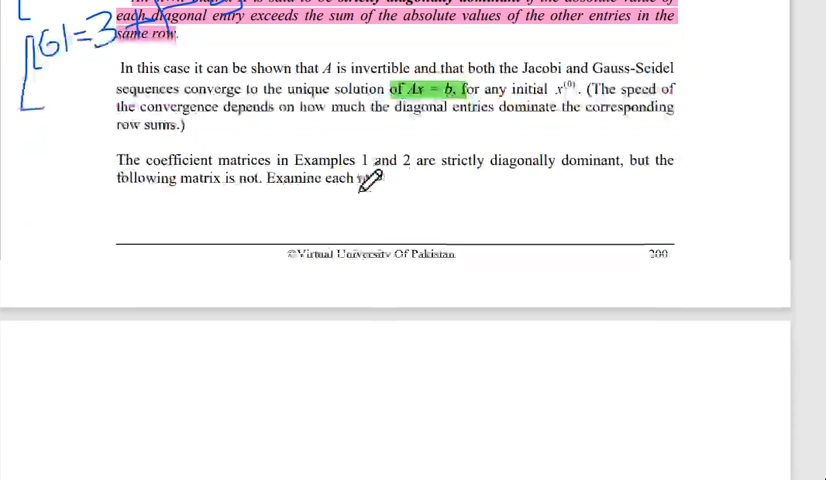 each diagonal entry exceeds the sum of the absolute values of the other entries in the
same row.
|6|=3+
In this case it can be shown that A is invertible and that both the Jacobi and Gauss-Seidel
sequences converge to the unique solution of Ax = b, for any initial x⁽⁰⁾. (The speed of
the convergence depends on how much the diagonal entries dominate the corresponding
row sums.)
The coefficient matrices in Examples 1 and 2 are strictly diagonally dominant, but the
following matrix is not. Examine each
©Virtual University Of Pakistan 200